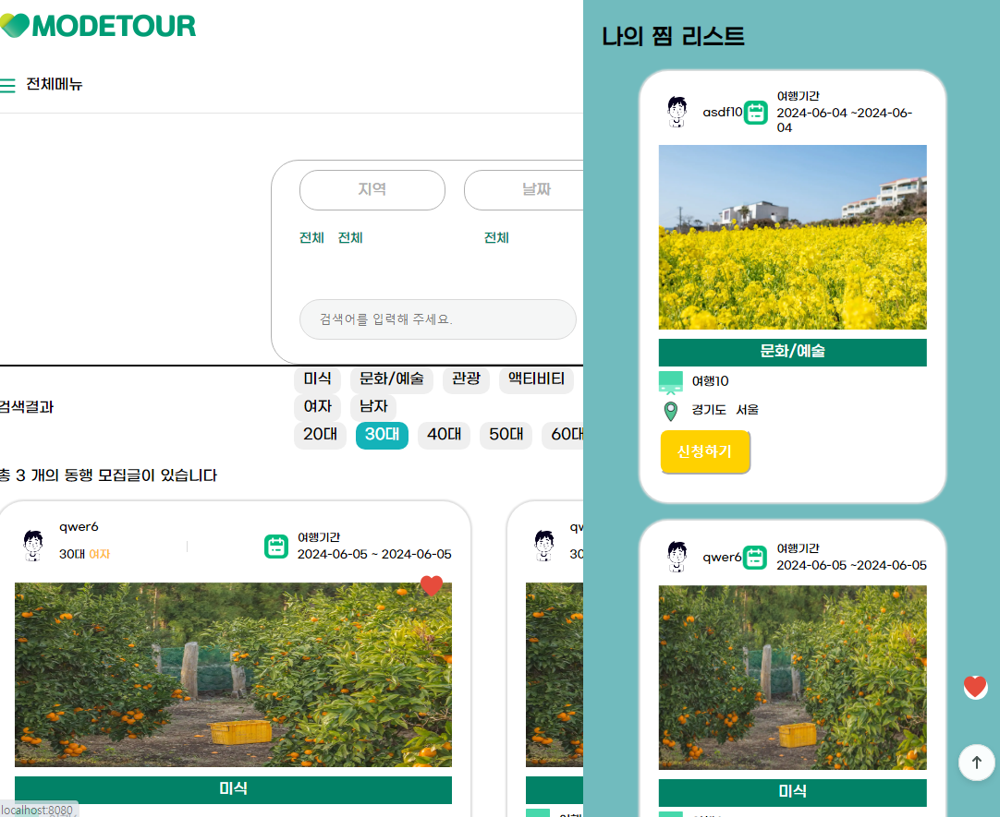 MODETOUR
전체메뉴
지역
날짜
전체 전체
전체
검색어를 입력해 주세요.
미식 문화/예술 관광 액티비티
검색결과
여자 남자
20대 30대 40대 50대 60대
총 3 개의 동행 모집글이 있습니다
qwer6
30대 여자
여행기간
2024-06-05 ~ 2024-06-05
미식
localhost:8080
나의 찜 리스트
asdf10
여행기간
2024-06-04 ~2024-06-
04
문화/예술
여행10
경기도 서울
신청하기
qwer6
여행기간
2024-06-05 ~2024-06-05
미식